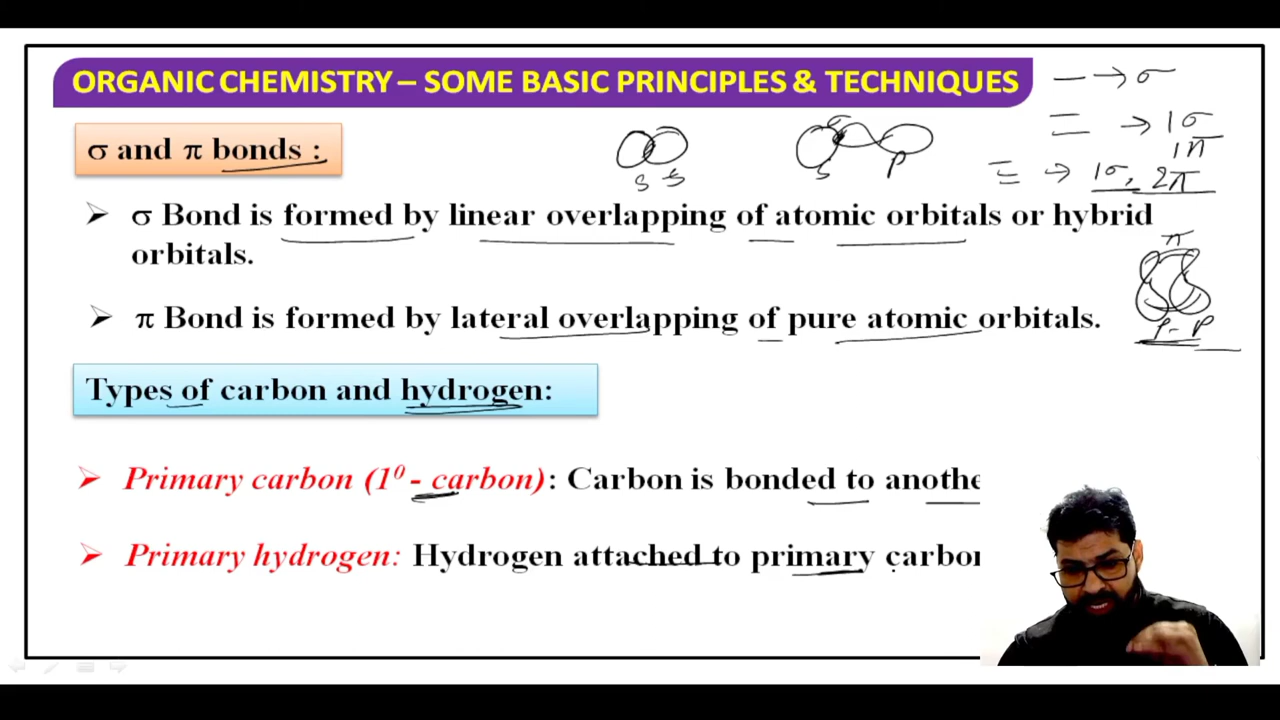 ORGANIC CHEMISTRY – SOME BASIC PRINCIPLES & TECHNIQUES
— → σ
= → 1σ
1π
≡ → 1σ, 2π
σ and π bonds :
σ
s s
s p
➤ σ Bond is formed by linear overlapping of atomic orbitals or hybrid
orbitals.
π
➤ π Bond is formed by lateral overlapping of pure atomic orbitals.
P - P
Types of carbon and hydrogen:
➤ Primary carbon (1⁰ - carbon): Carbon is bonded to anothe
➤ Primary hydrogen: Hydrogen attached to primary carbon